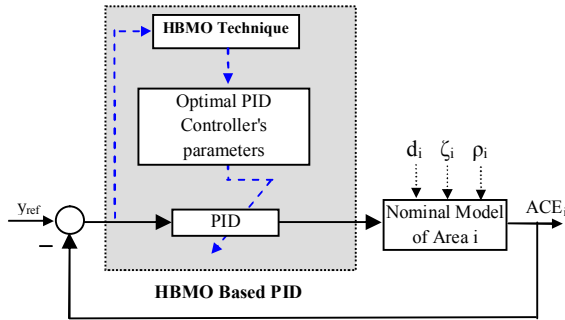 HBMO Technique
Optimal PID
Controller's
parameters
dᵢ ζᵢ ρᵢ
y_ref
PID
Nominal Model
of Area i
ACEᵢ
−
HBMO Based PID